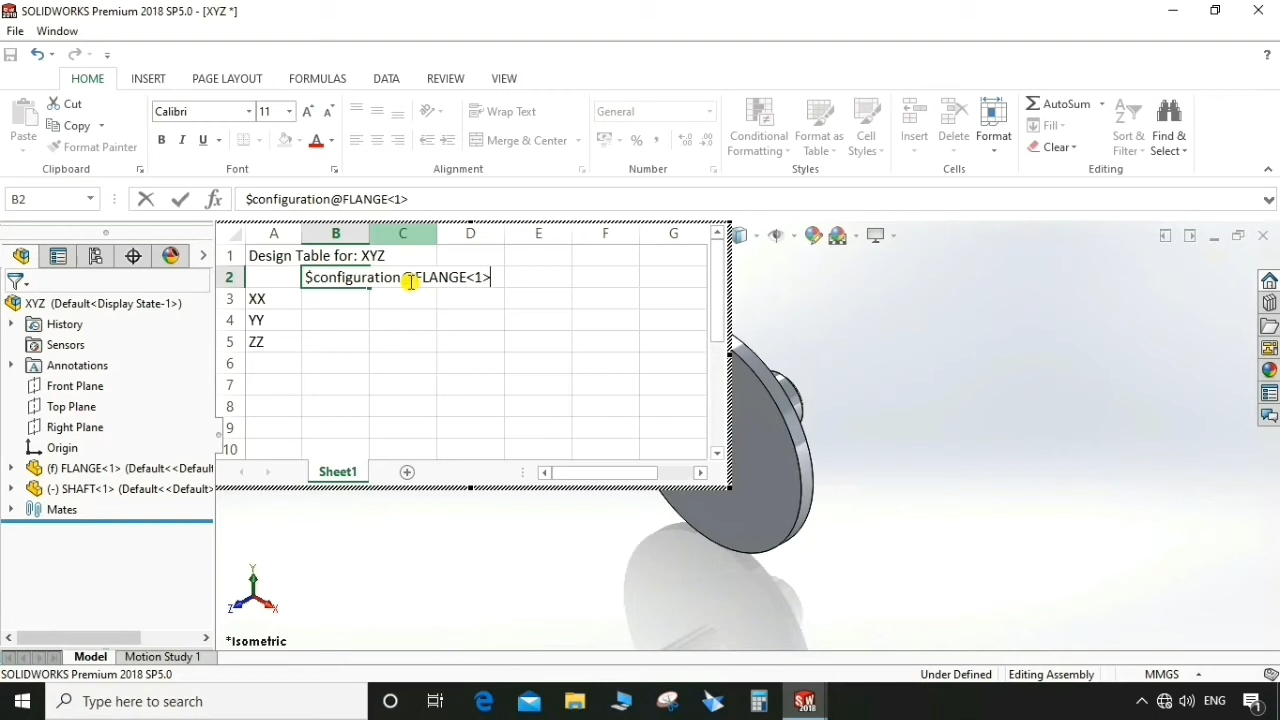 SOLIDWORKS Premium 2018 SP5.0 - [XYZ *]
File Window
?
HOME INSERT PAGE LAYOUT FORMULAS DATA REVIEW VIEW
Paste
Cut
Copy
Format Painter
Clipboard
Calibri 11
B I U A
Font
Wrap Text
Merge & Center
Alignment
General
%
Number
Conditional Formatting
Format as Table
Cell Styles
Styles
Insert
Delete
Format
Cells
AutoSum
Fill
Clear
Sort & Filter
Find & Select
Editing
B2 fx $configuration@FLANGE<1>
A B C D E F G
1 Design Table for: XYZ
2 $configuration@FLANGE<1>
3 XX
4 YY
5 ZZ
6
7
8
9
10
Sheet1
XYZ (Default<Display State-1>)
History
Sensors
Annotations
Front Plane
Top Plane
Right Plane
Origin
(f) FLANGE<1> (Default<<Default
(-) SHAFT<1> (Default<<Default>
Mates
Y
Z X
*Isometric
Model Motion Study 1
SOLIDWORKS Premium 2018 SP5.0 Under Defined Editing Assembly MMGS
Type here to search
SW 2018
ENG
1